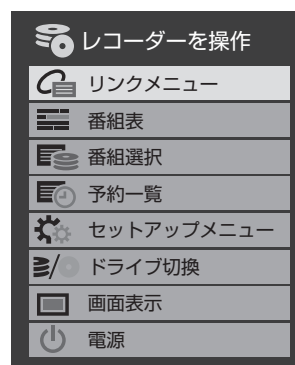 レコーダーを操作
リンクメニュー
番組表
番組選択
予約一覧
セットアップメニュー
ドライブ切換
画面表示
電源